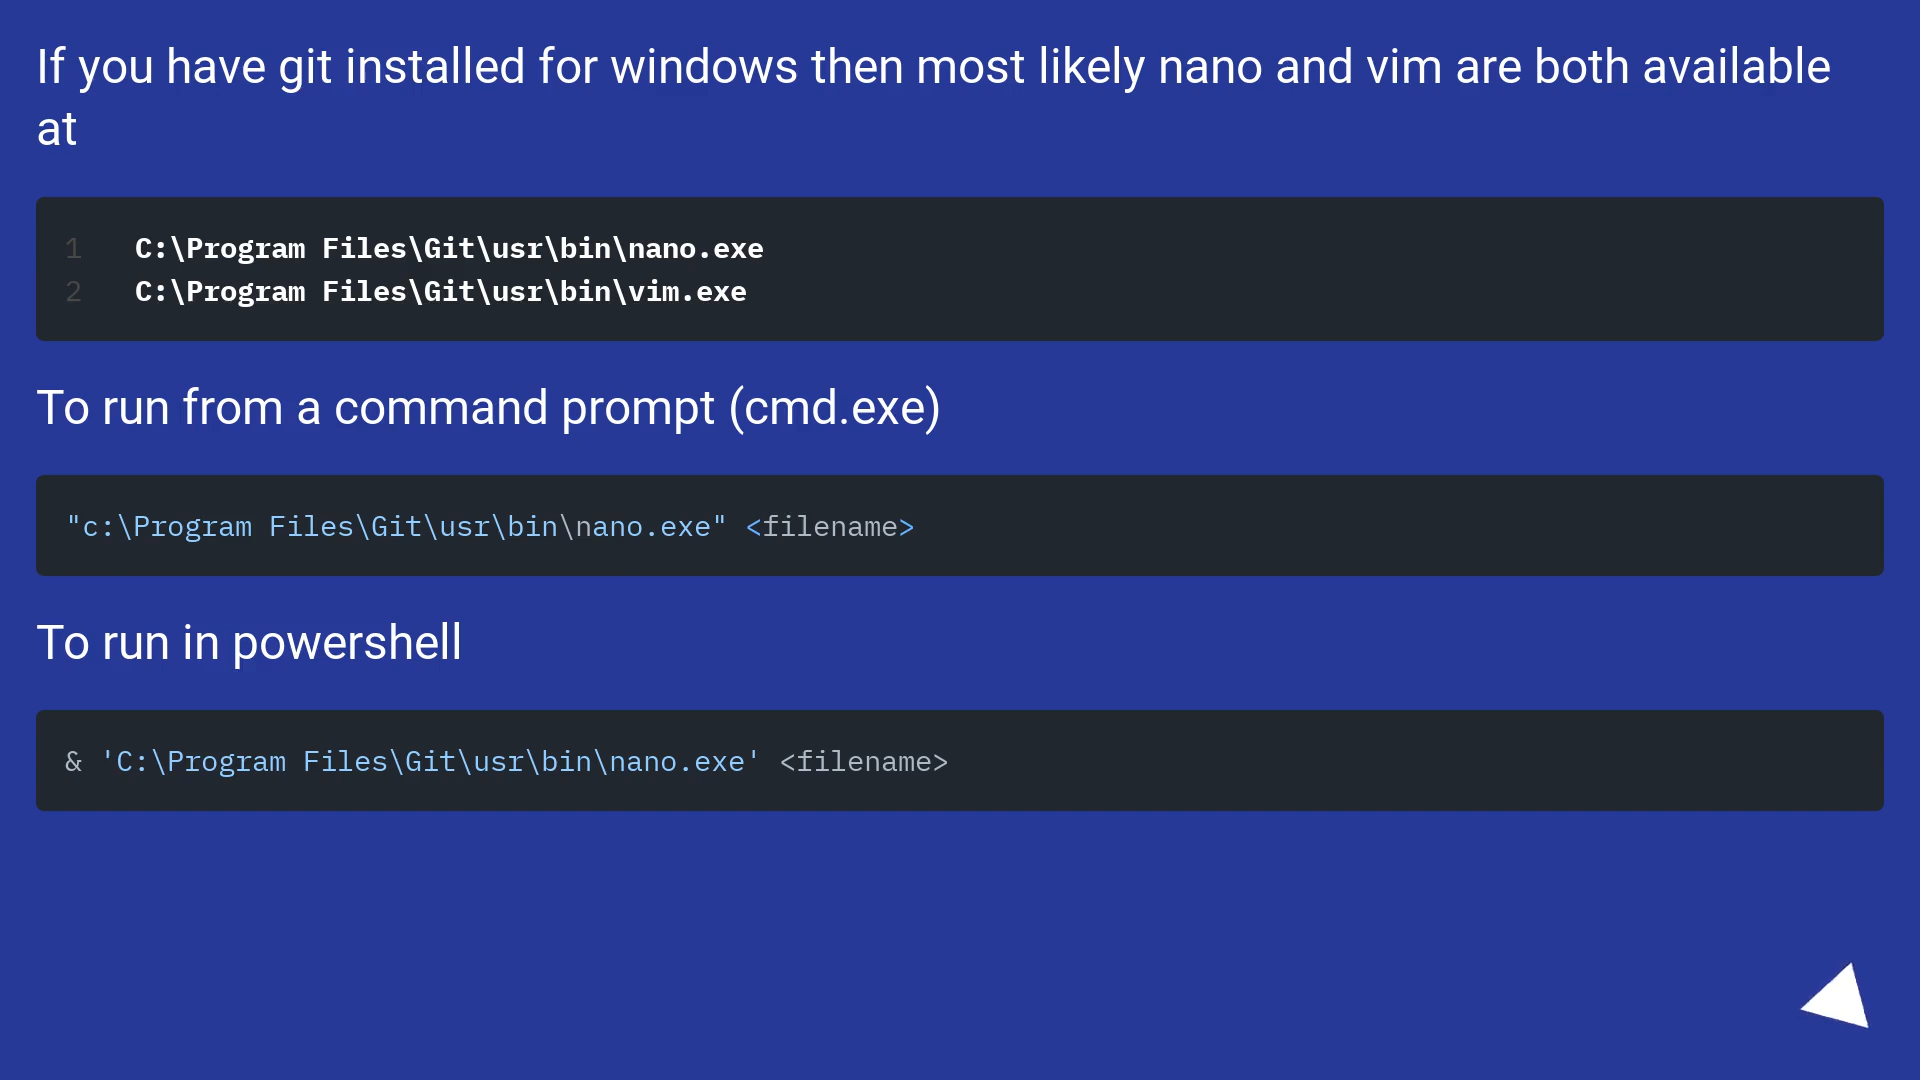 If you have git installed for windows then most likely nano and vim are both available
at
1 C:\Program Files\Git\usr\bin\nano.exe
2 C:\Program Files\Git\usr\bin\vim.exe
To run from a command prompt (cmd.exe)
"c:\Program Files\Git\usr\bin\nano.exe" <filename>
To run in powershell
& 'C:\Program Files\Git\usr\bin\nano.exe' <filename>